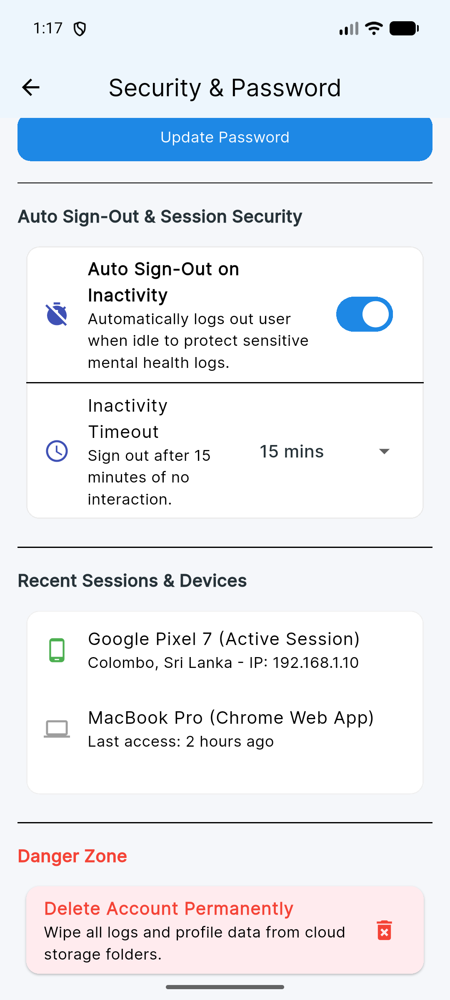 1:17
Security & Password
Update Password
Auto Sign-Out & Session Security
Auto Sign-Out on
Inactivity
Automatically logs out user
when idle to protect sensitive
mental health logs.
Inactivity
Timeout
Sign out after 15
minutes of no
interaction.
15 mins
Recent Sessions & Devices
Google Pixel 7 (Active Session)
Colombo, Sri Lanka - IP: 192.168.1.10
MacBook Pro (Chrome Web App)
Last access: 2 hours ago
Danger Zone
Delete Account Permanently
Wipe all logs and profile data from cloud
storage folders.